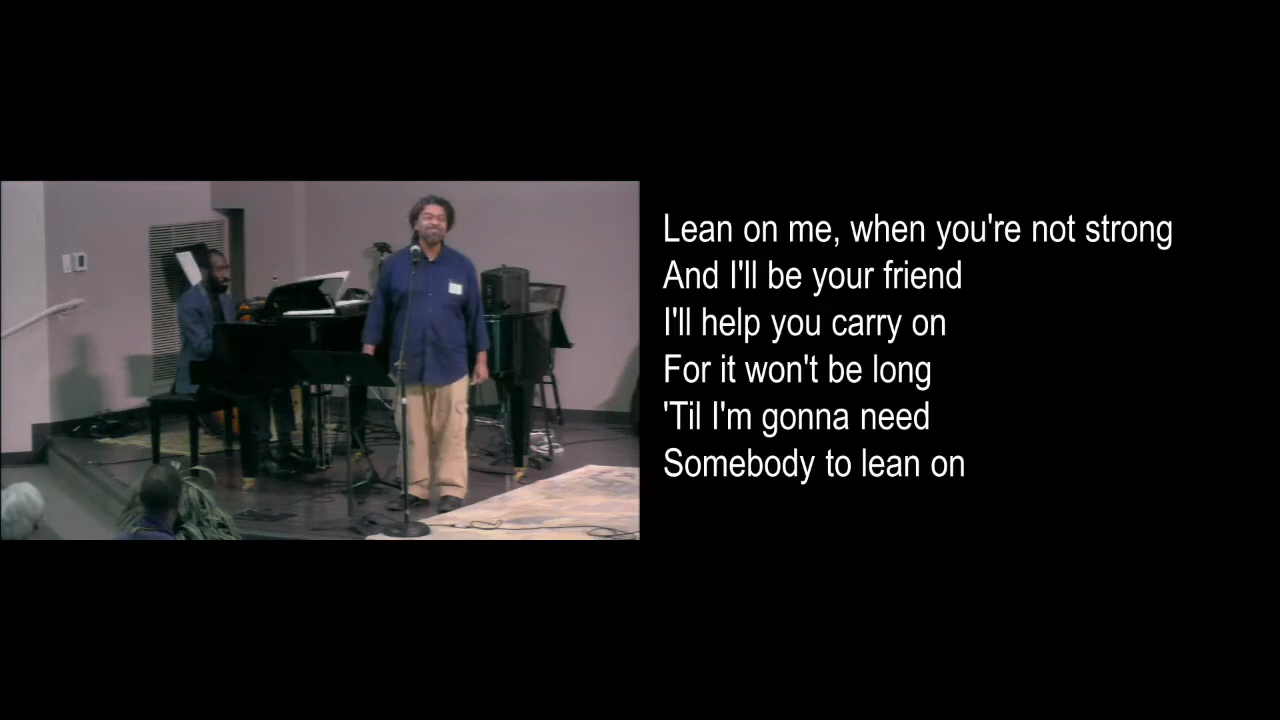 Lean on me, when you're not strong
And I'll be your friend
I'll help you carry on
For it won't be long
'Til I'm gonna need
Somebody to lean on